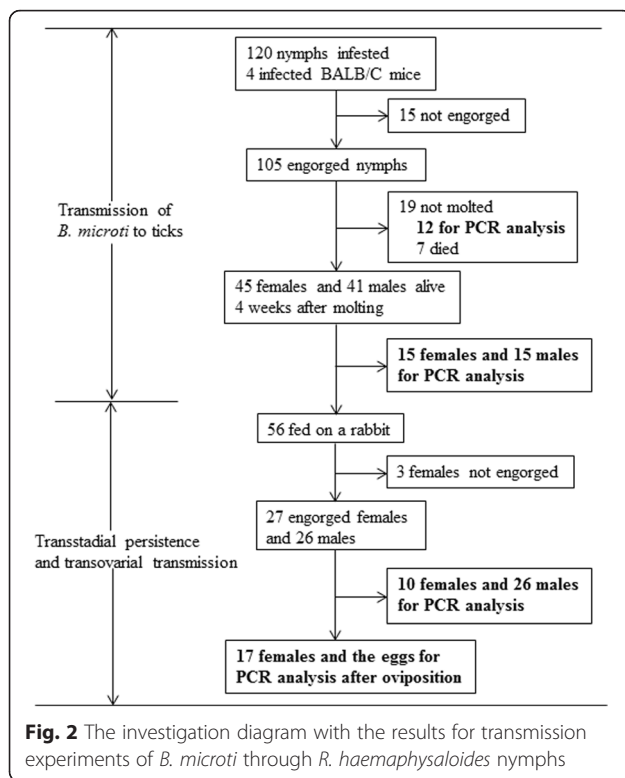 120 nymphs infested
4 infected BALB/C mice
15 not engorged
105 engorged nymphs
Transmission of
B. microti to ticks
19 not molted
12 for PCR analysis
7 died
45 females and 41 males alive
4 weeks after molting
15 females and 15 males
for PCR analysis
56 fed on a rabbit
3 females not engorged
27 engorged females
and 26 males
Transstadial persistence
and transovarial transmission
10 females and 26 males
for PCR analysis
17 females and the eggs for
PCR analysis after oviposition
Fig. 2 The investigation diagram with the results for transmission
experiments of B. microti through R. haemaphysaloides nymphs